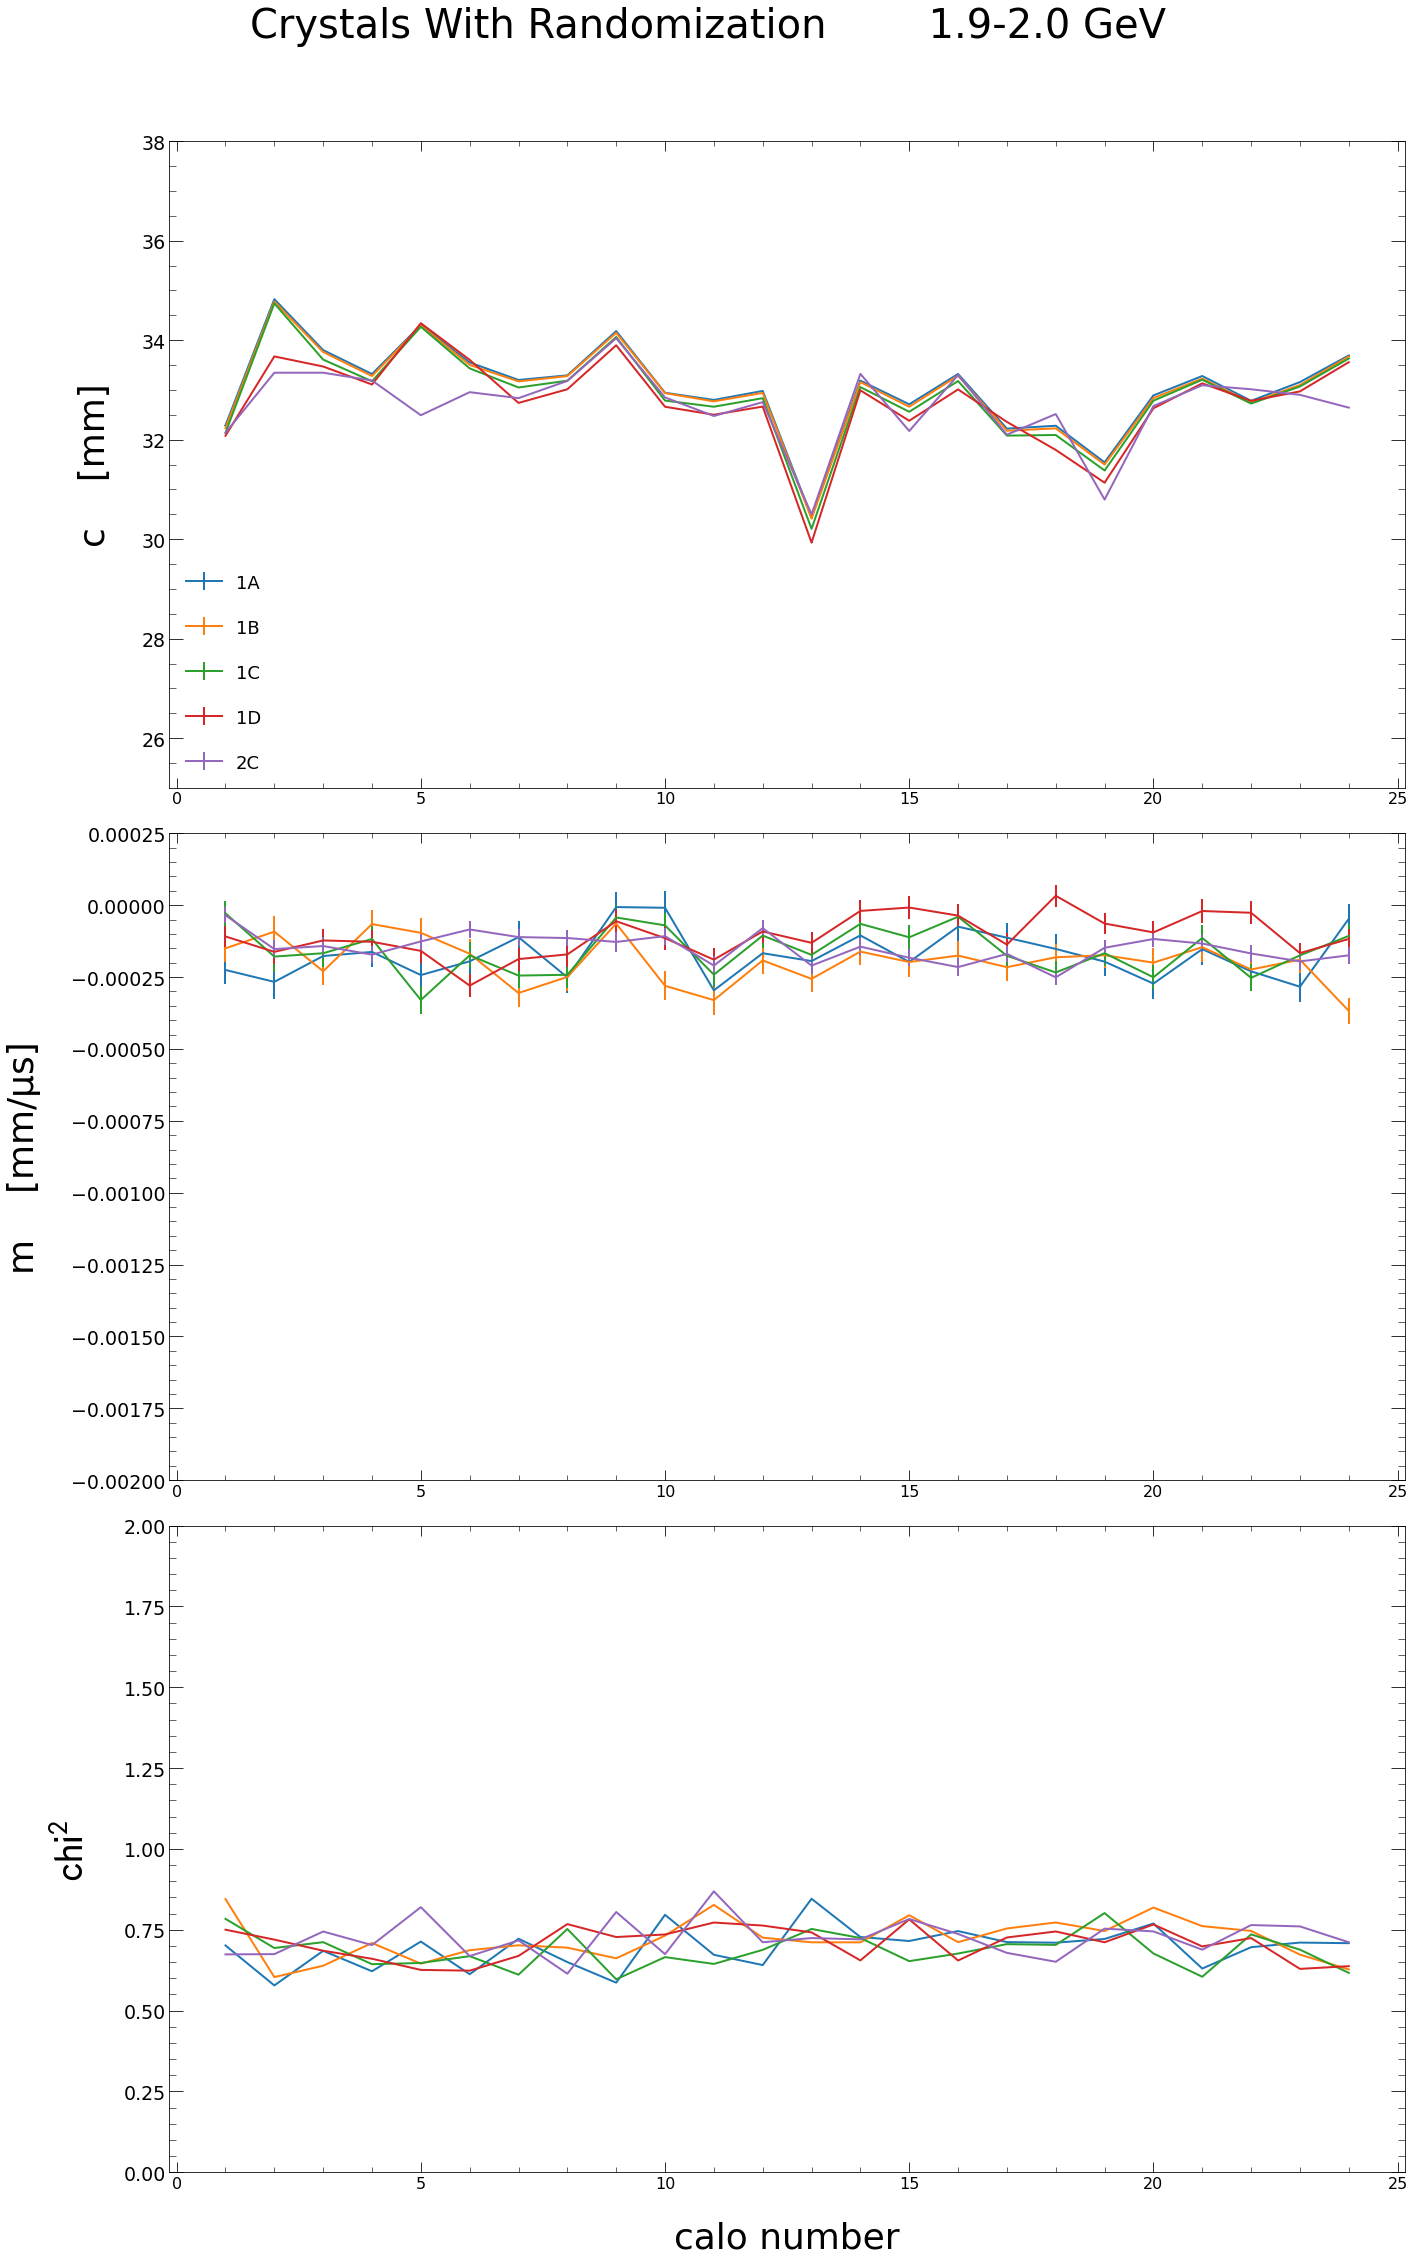 Crystals With Randomization 1.9-2.0 GeV
38
36
34
32
30
28
26
c [mm]
1A
1B
1C
1D
2C
0 5 10 15 20 25
0.00025
0.00000
−0.00025
−0.00050
−0.00075
−0.00100
−0.00125
−0.00150
−0.00175
−0.00200
m [mm/μs]
0 5 10 15 20 25
2.00
1.75
1.50
1.25
1.00
0.75
0.50
0.25
0.00
chi²
0 5 10 15 20 25
calo number